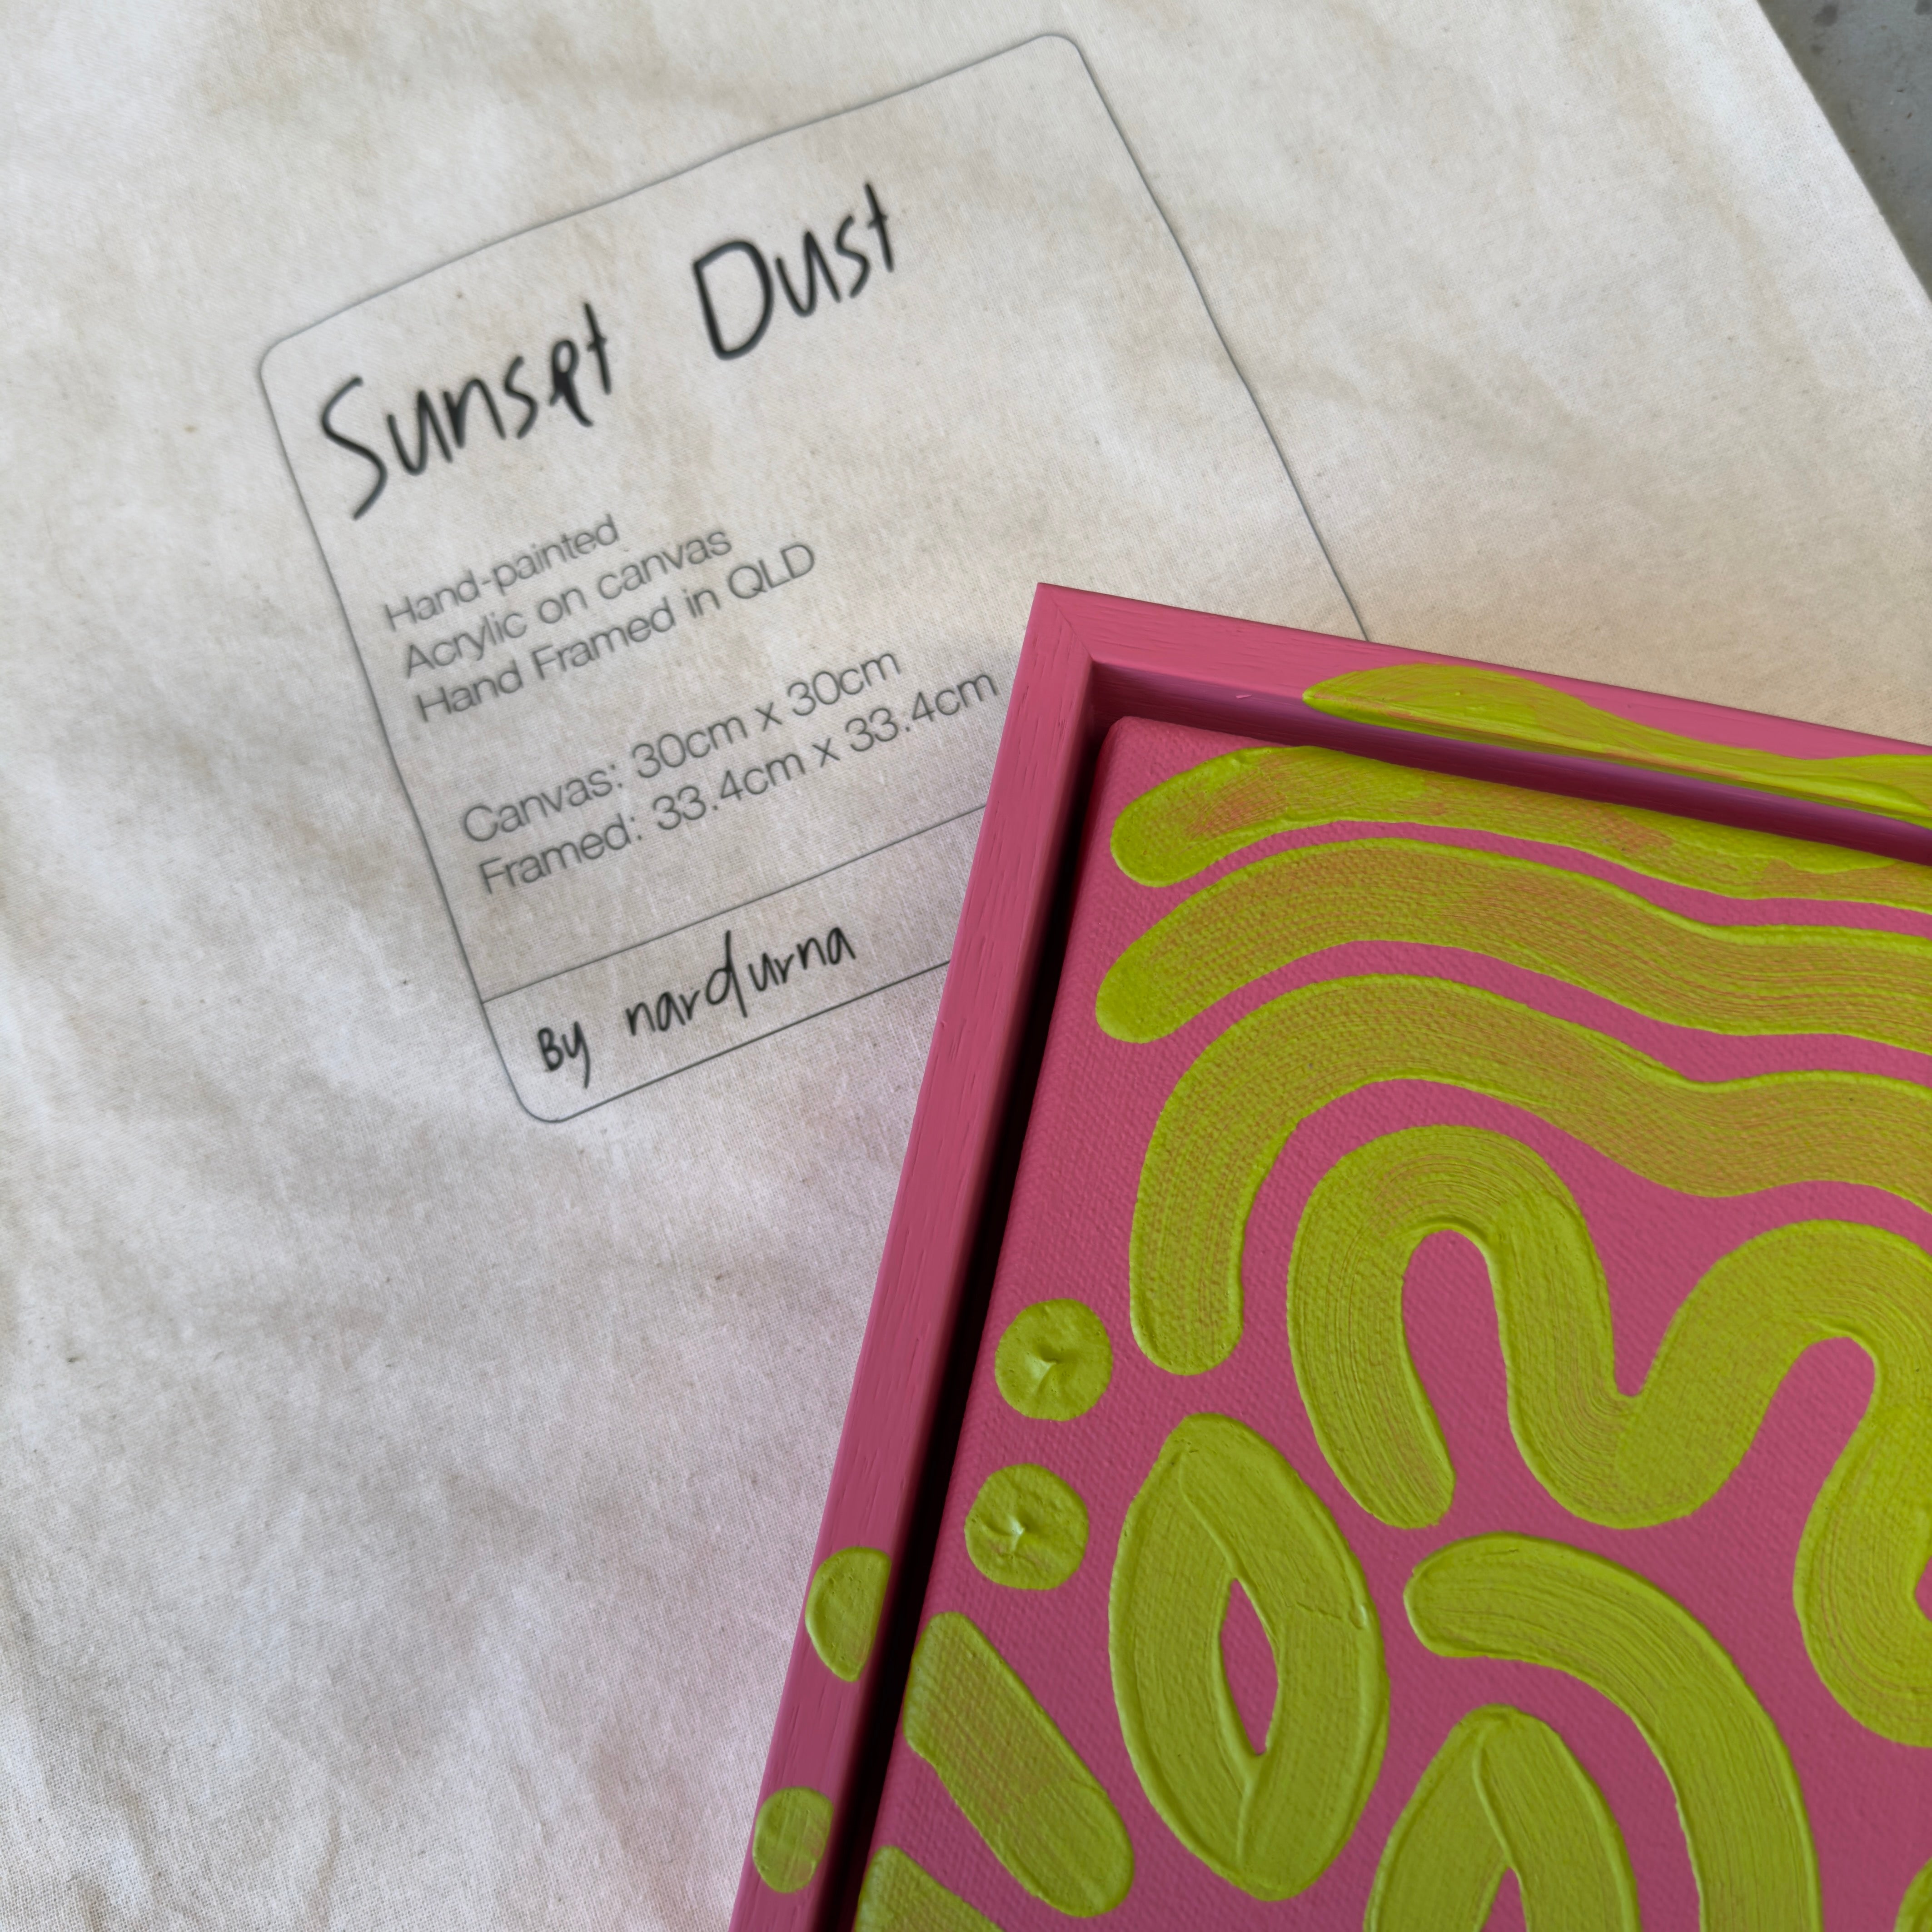 Sunset Dust
Hand-painted
Acrylic on canvas
Hand Framed in QLD
Canvas: 30cm x 30cm
Framed: 33.4cm x 33.4cm
By nardurna